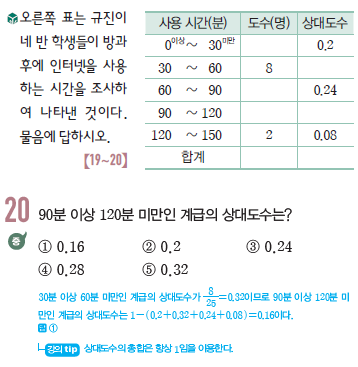 오른쪽 표는 규진이
네 반 학생들이 방과
후에 인터넷을 사용
하는 시간을 조사하
여 나타낸 것이다.
물음에 답하시오.
【19~20】
사용 시간(분) 도수(명) 상대도수
0이상 ~ 30미만 0.2
30 ~ 60 8
60 ~ 90 0.24
90 ~ 120
120 ~ 150 2 0.08
합계
20 90분 이상 120분 미만인 계급의 상대도수는?
중
① 0.16 ② 0.2 ③ 0.24
④ 0.28 ⑤ 0.32
30분 이상 60분 미만인 계급의 상대도수가 8/25=0.32이므로 90분 이상 120분 미
만인 계급의 상대도수는 1-(0.2+0.32+0.24+0.08)=0.16이다.
답 ①
강의 tip 상대도수의 총합은 항상 1임을 이용한다.